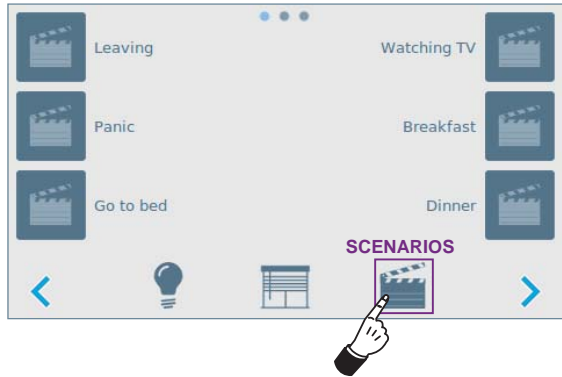 Leaving
Watching TV
Panic
Breakfast
Go to bed
Dinner
SCENARIOS